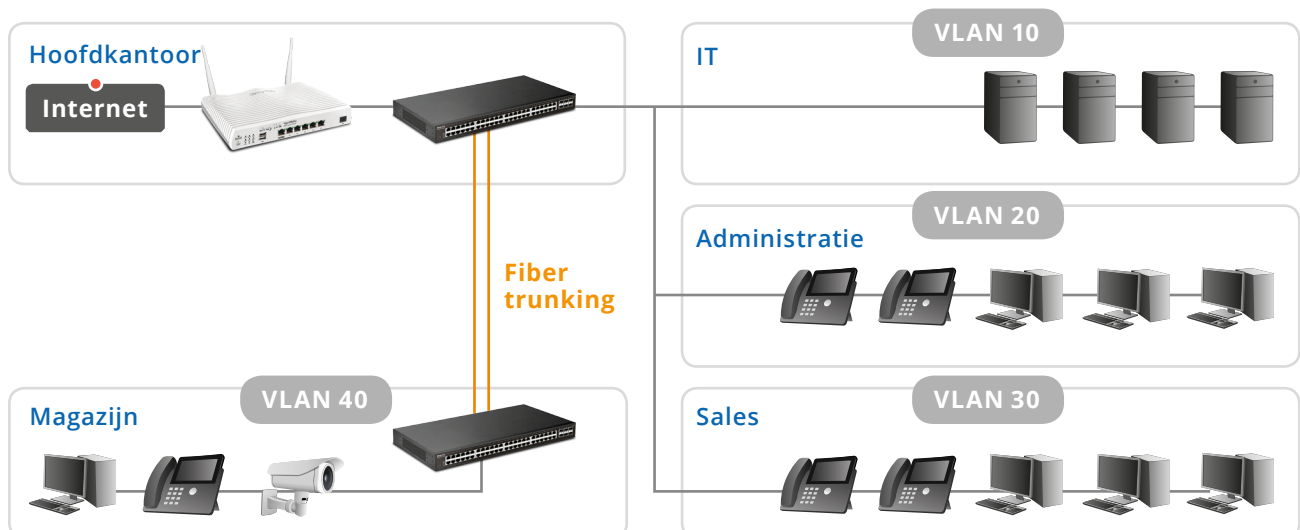 Hoofdkantoor
Internet
IT
VLAN 10
Administratie
VLAN 20
Fiber
trunking
Magazijn
VLAN 40
Sales
VLAN 30